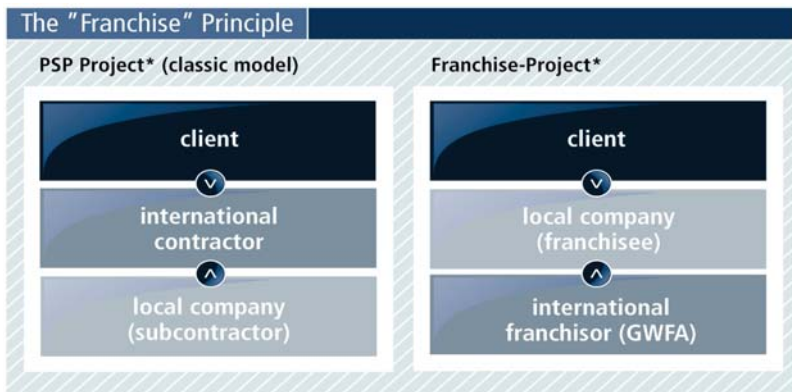 The "Franchise" Principle
PSP Project* (classic model)
client
international
contractor
local company
(subcontractor)
Franchise-Project*
client
local company
(franchisee)
international
franchisor (GWFA)